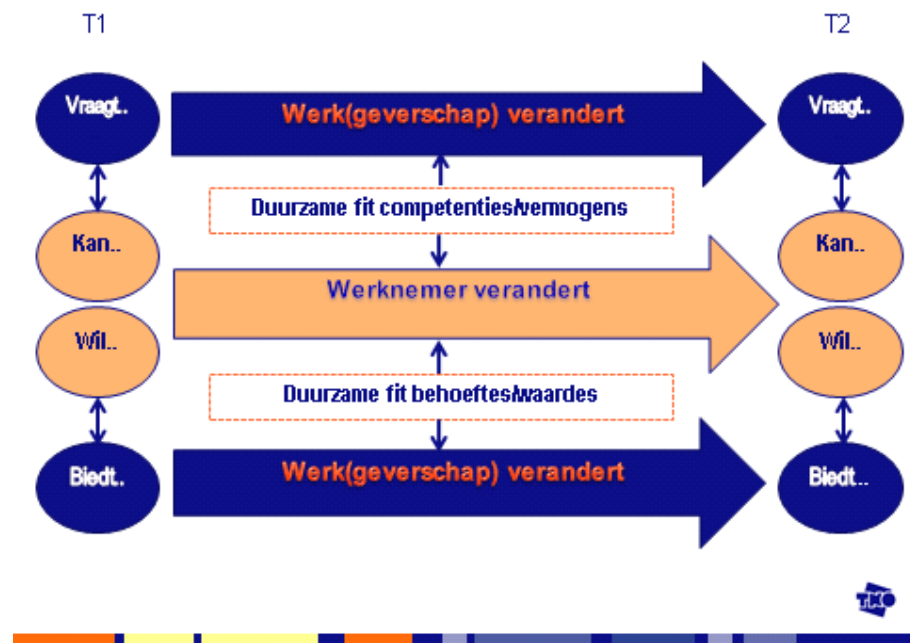 T1
T2
Vraagt..
Werk(geverschap) verandert
Vraagt..
Duurzame fit competenties/vermogens
Kan..
Kan..
Werknemer verandert
Wil..
Wil..
Duurzame fit behoeftes/waardes
Biedt..
Werk(geverschap) verandert
Biedt...
TNO